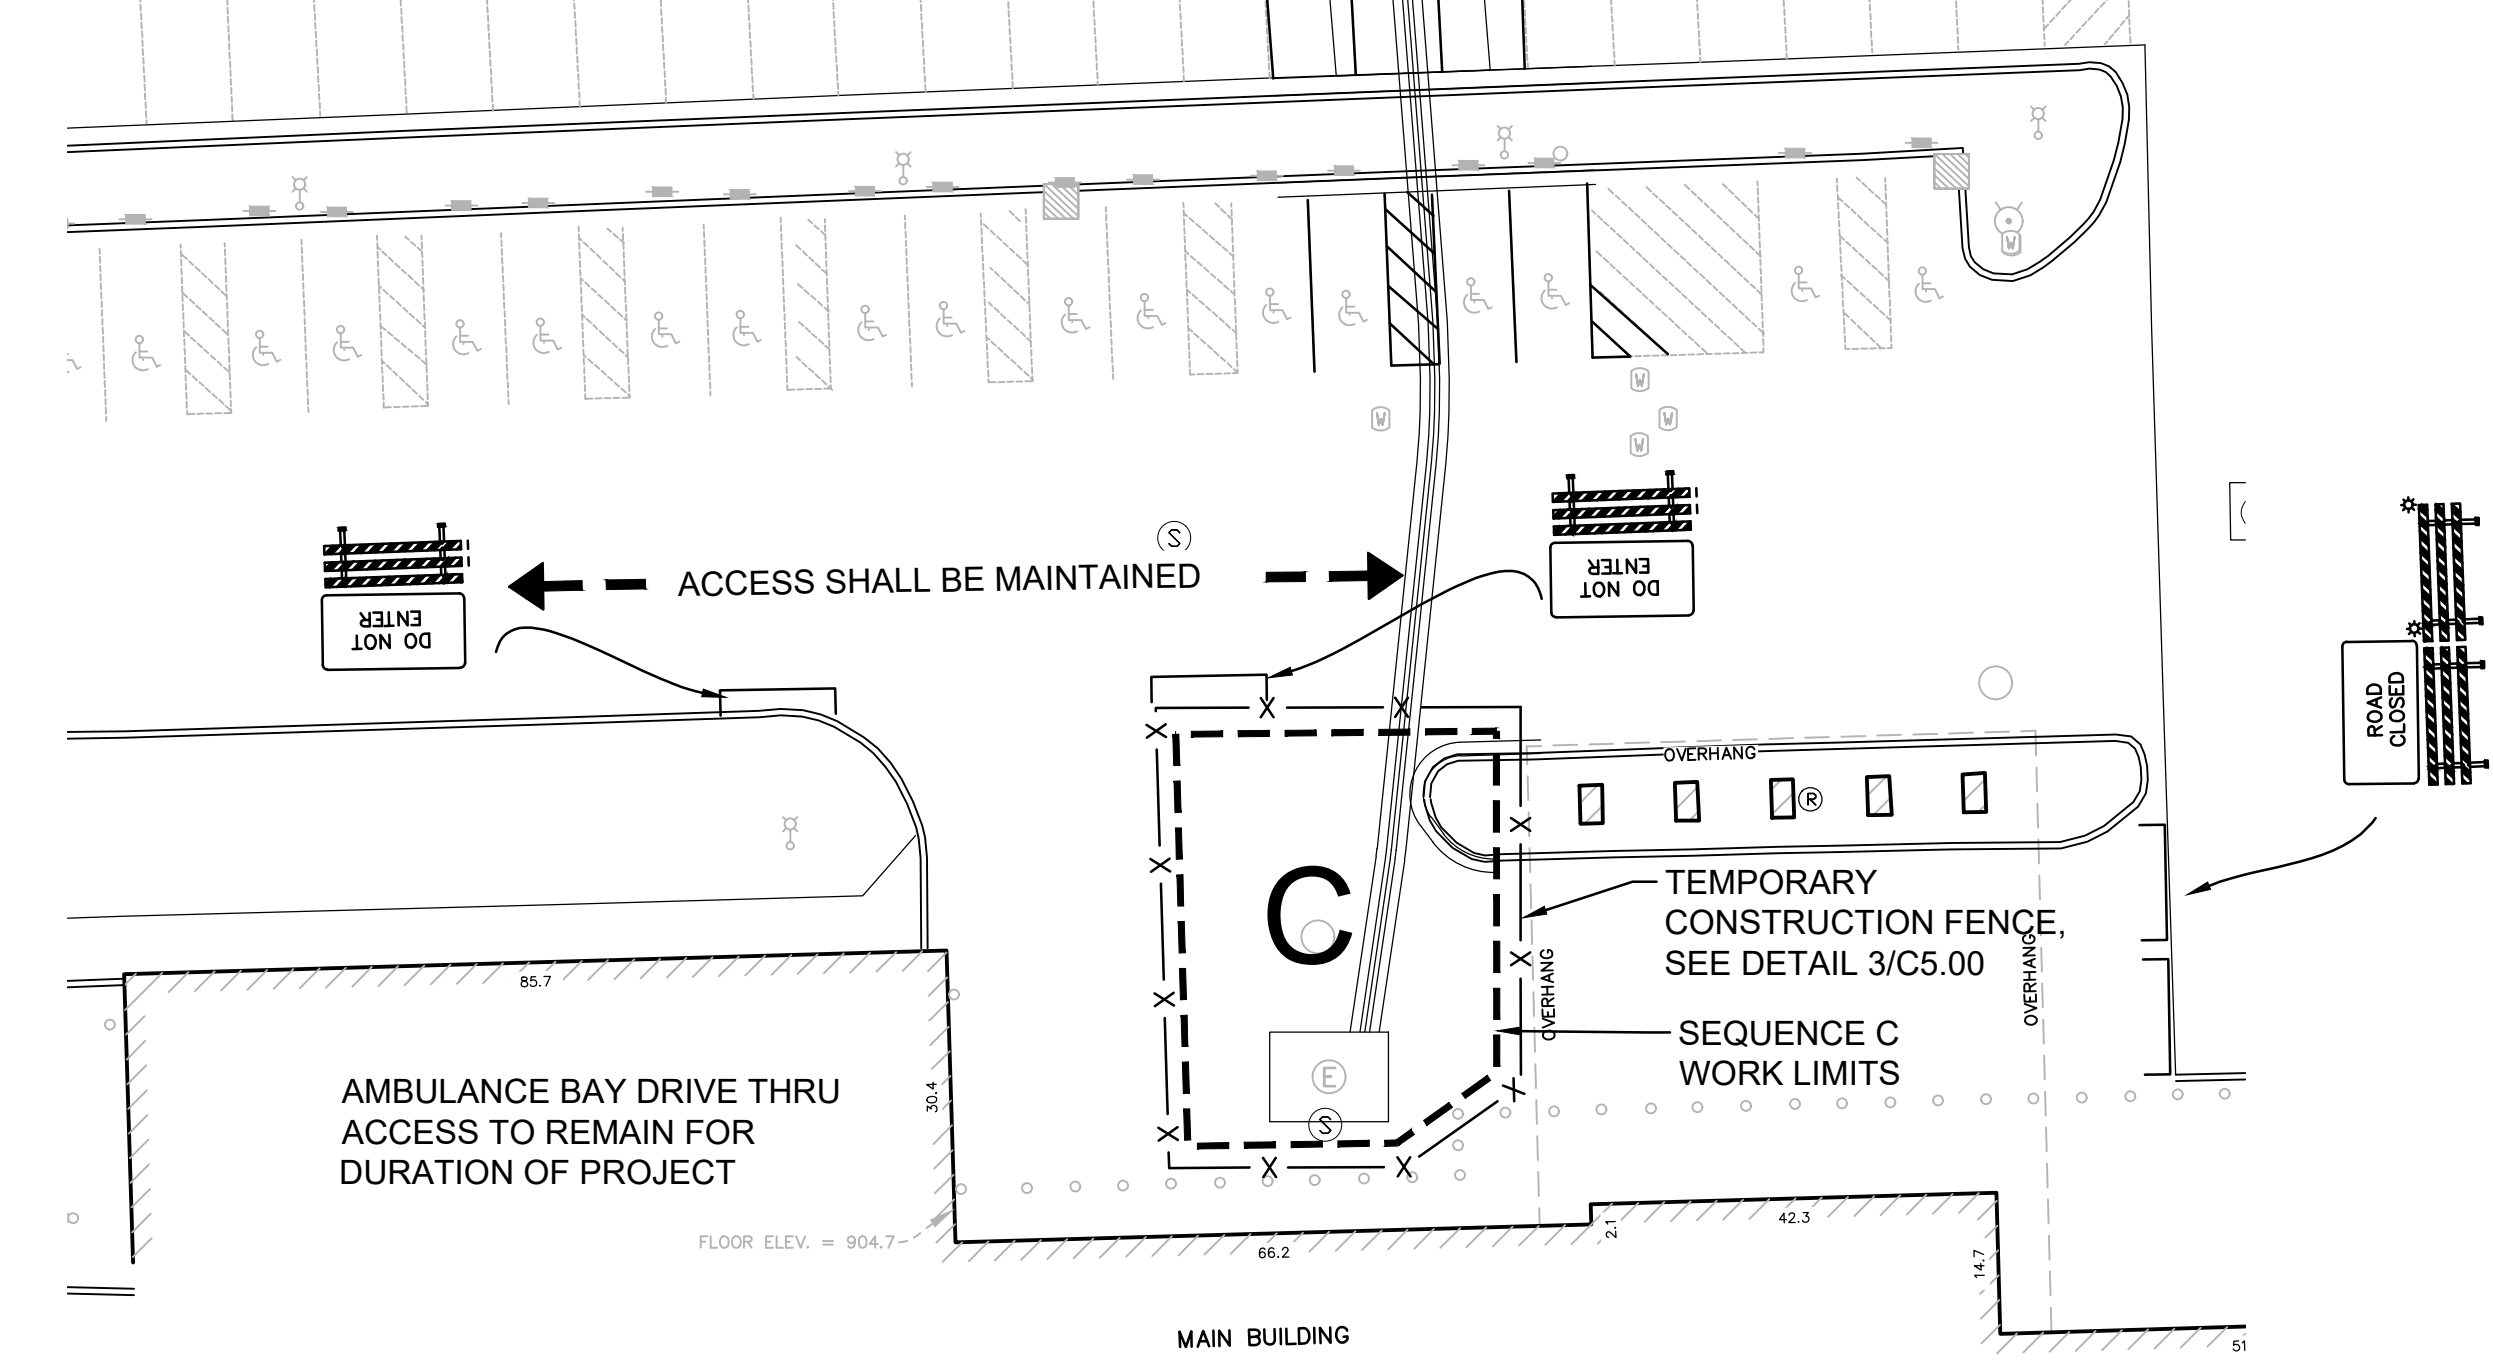 W
W
W
W
W
S
DO NOT
ENTER
ACCESS SHALL BE MAINTAINED
DO NOT
ENTER
ROAD
CLOSED
OVERHANG
R
C
TEMPORARY
CONSTRUCTION FENCE,
SEE DETAIL 3/C5.00
OVERHANG
OVERHANG
SEQUENCE C
WORK LIMITS
E
S
85.7
30.4
AMBULANCE BAY DRIVE THRU
ACCESS TO REMAIN FOR
DURATION OF PROJECT
FLOOR ELEV. = 904.7
66.2
2.1
42.3
14.7
51
MAIN BUILDING